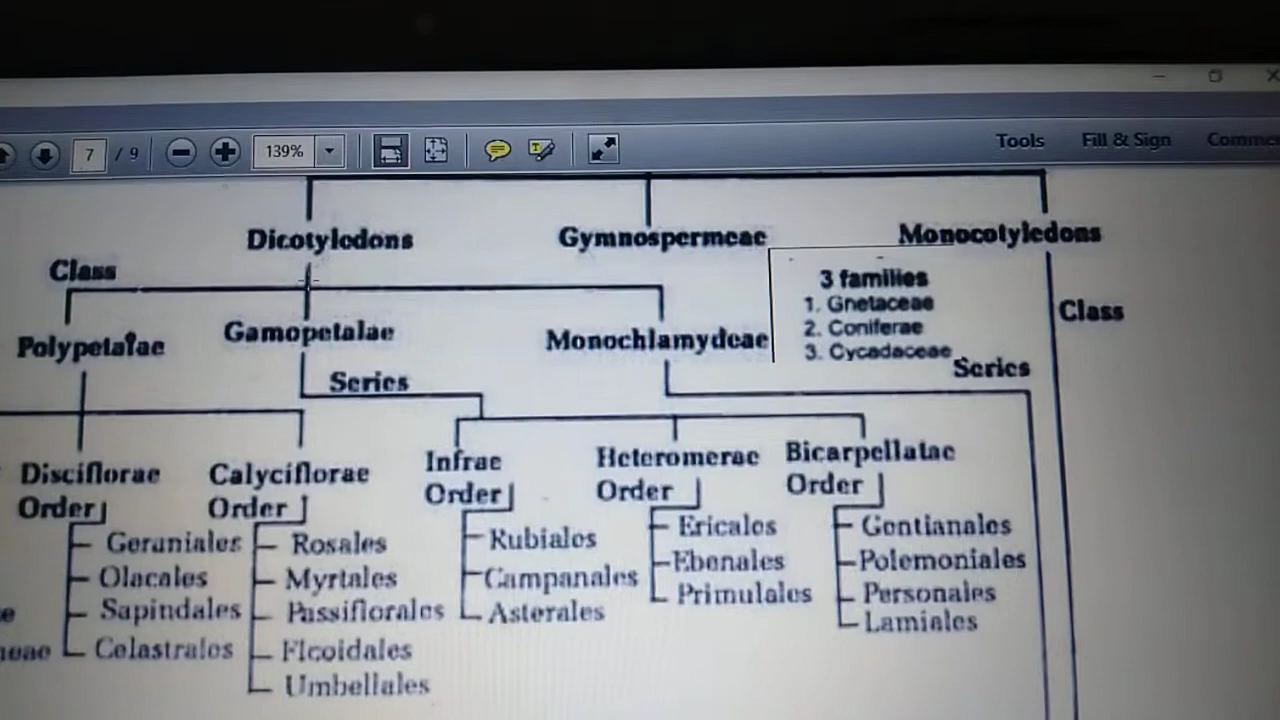 7 / 9 139% Tools Fill & Sign
Dicotyledons Gymnospermeae Monocotyledons
Class
3 families
1. Gnetaceae
2. Coniferae
3. Cycadaceae
Class
Polypetalae Gamopetalae Monochlamydeae
Series Series
Disciflorae Calyciflorae Infrae Heteromerae Bicarpellatae
Order Order Order Order Order
Geraniales Rosales Rubiales Ericales Gentianales
Olacales Myrtales Campanales Ebenales Polemoniales
Sapindales Passiflorales Asterales Primulales Personales
Lamiales
Celastrales Ficoidales
Umbellales